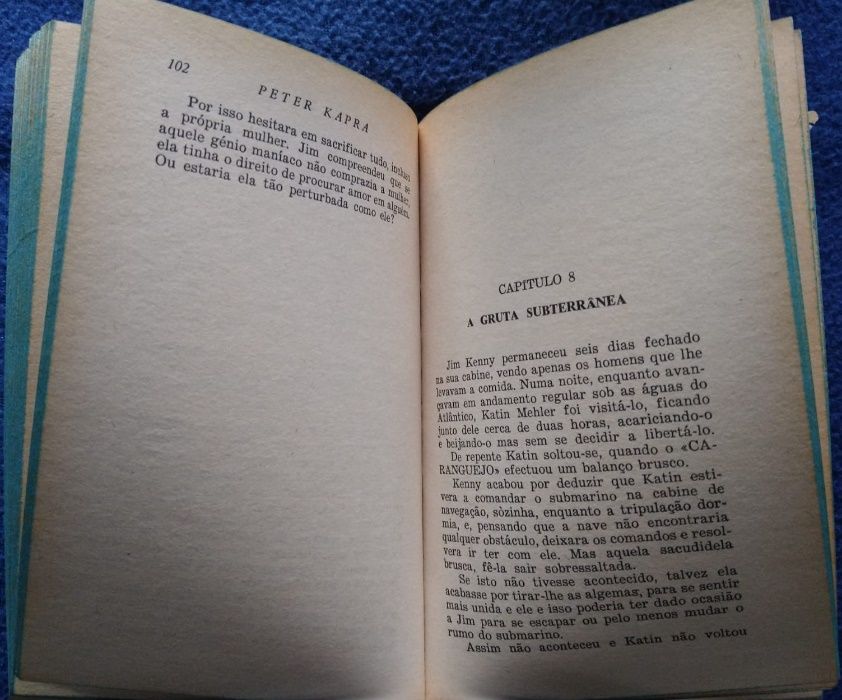 102
PETER KAPRA
Por isso hesitara em sacrificar tudo, incluso
a própria mulher. Jim compreendeu que se
aquele génio maníaco não comprazia a mulher,
ela tinha o direito de procurar amor em alguém.
Ou estaria ela tão perturbada como ele?
CAPITULO 8
A GRUTA SUBTERRÂNEA
Jim Kenny permaneceu seis dias fechado
na sua cabine, vendo apenas os homens que lhe
levavam a comida. Numa noite, enquanto avan-
çavam em andamento regular sob as águas do
Atlântico, Katin Mehler foi visitá-lo, ficando
junto dele cerca de duas horas, acariciando-o
e beijando-o mas sem se decidir a libertá-lo.
De repente Katin soltou-se, quando o «CA-
RANGUEJO» efectuou um balanço brusco.
Kenny acabou por deduzir que Katin esti-
vera a comandar o submarino na cabine de
navegação, sòzinha, enquanto a tripulação dor-
mia, e, pensando que a nave não encontraria
qualquer obstáculo, deixara os comandos e resol-
vera ir ter com ele. Mas aquela sacudidela
brusca, fê-la sair sobressaltada.
Se isto não tivesse acontecido, talvez ela
acabasse por tirar-lhe as algemas, para se sentir
mais unida e ele e isso poderia ter dado ocasião
a Jim para se escapar ou pelo menos mudar o
rumo do submarino.
Assim não aconteceu e Katin não voltou